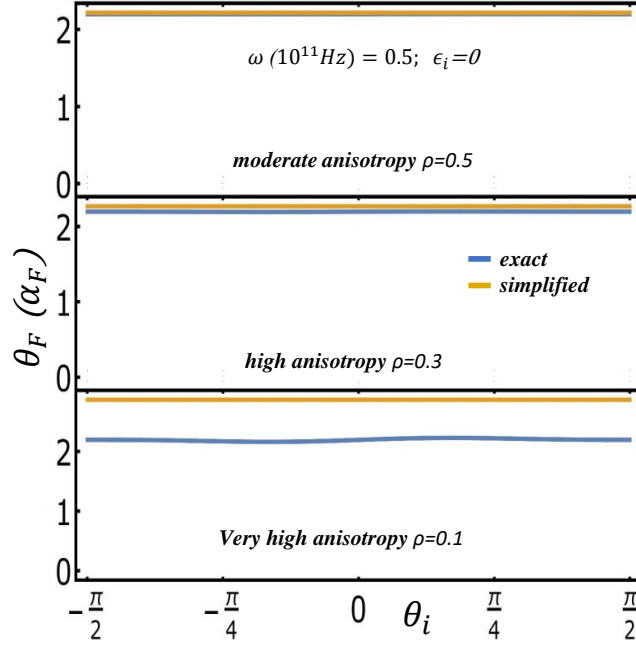 2
ω (10¹¹Hz) = 0.5; ϵᵢ=0
1
moderate anisotropy ρ=0.5
0
2
exact
simplified
1
θ_F (α_F)
high anisotropy ρ=0.3
0
2
1
Very high anisotropy ρ=0.1
0
−π/2 −π/4 0 θᵢ π/4 π/2